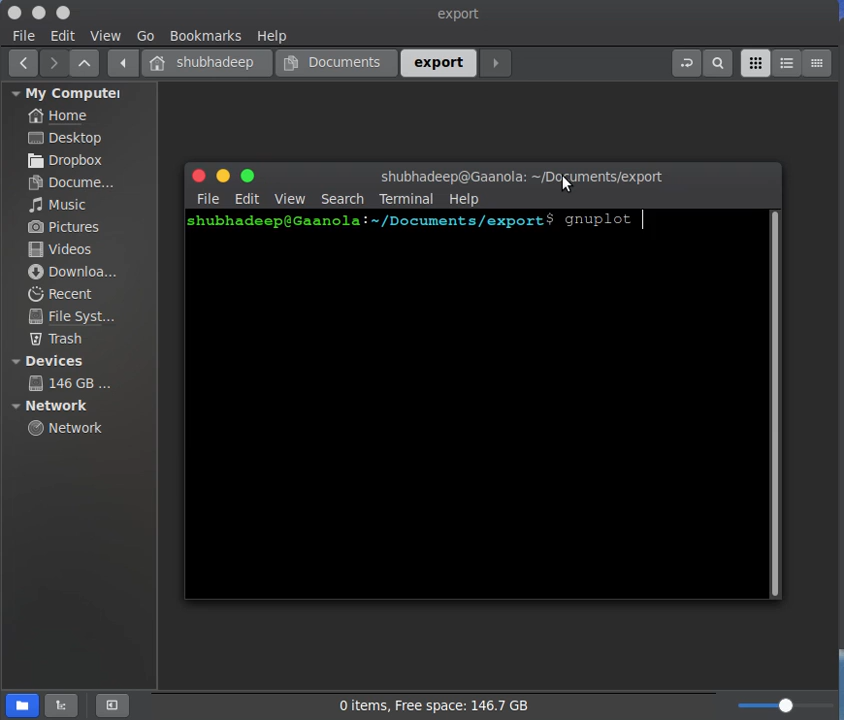 export
File Edit View Go Bookmarks Help
shubhadeep Documents export
My Computer
Home
Desktop
Dropbox
Docume...
Music
Pictures
Videos
Downloa...
Recent
File Syst...
Trash
Devices
146 GB ...
Network
Network
shubhadeep@Gaanola: ~/Documents/export
File Edit View Search Terminal Help
shubhadeep@Gaanola:~/Documents/export$ gnuplot
0 items, Free space: 146.7 GB